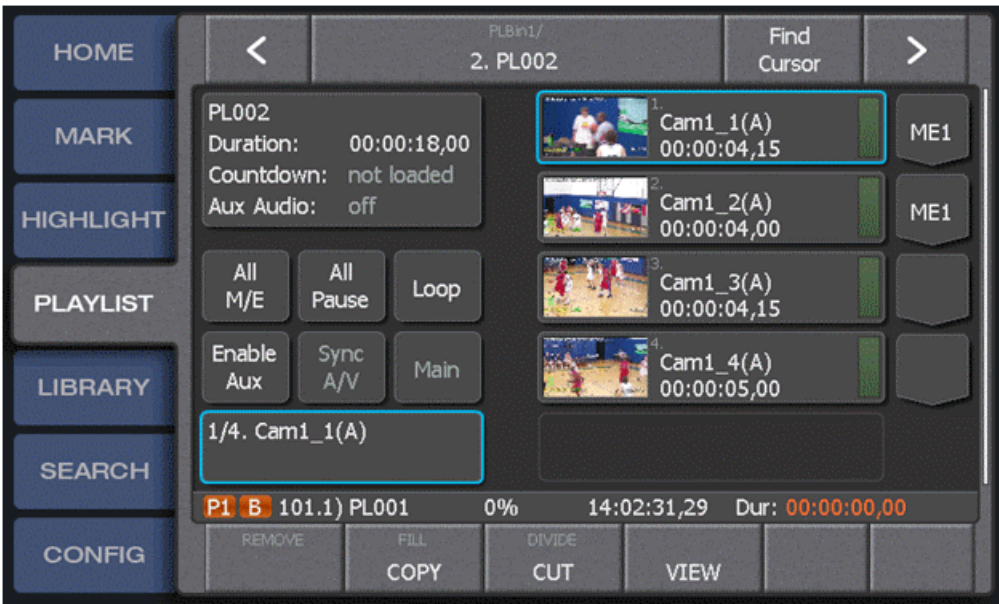 HOME
MARK
HIGHLIGHT
PLAYLIST
LIBRARY
SEARCH
CONFIG
PLBin1/
2. PL002
Find
Cursor
PL002
Duration: 00:00:18,00
Countdown: not loaded
Aux Audio: off
All
M/E
All
Pause
Loop
Enable
Aux
Sync
A/V
Main
1/4. Cam1_1(A)
1.
Cam1_1(A)
00:00:04,15
ME1
2.
Cam1_2(A)
00:00:04,00
ME1
3.
Cam1_3(A)
00:00:04,15
4.
Cam1_4(A)
00:00:05,00
P1 B 101.1) PL001 0% 14:02:31,29 Dur: 00:00:00,00
REMOVE
FILL
COPY
DIVIDE
CUT
VIEW